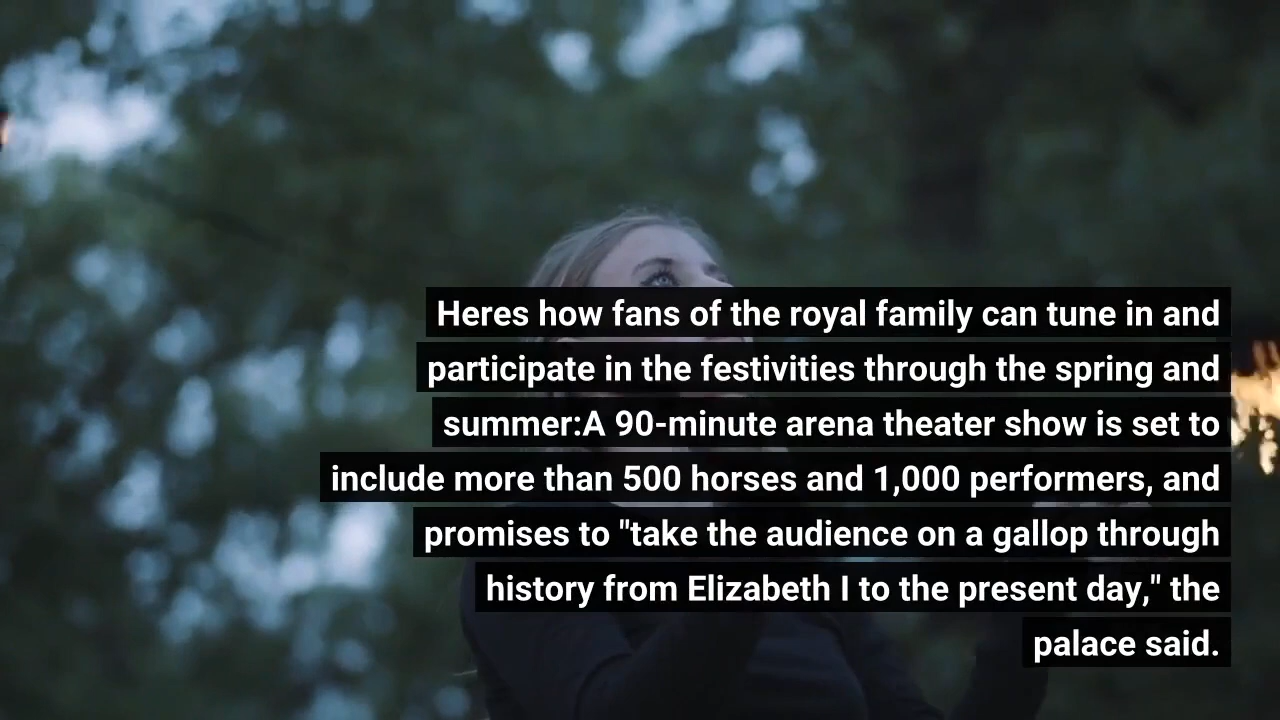 Heres how fans of the royal family can tune in and
participate in the festivities through the spring and
summer:A 90-minute arena theater show is set to
include more than 500 horses and 1,000 performers, and
promises to "take the audience on a gallop through
history from Elizabeth I to the present day," the
palace said.